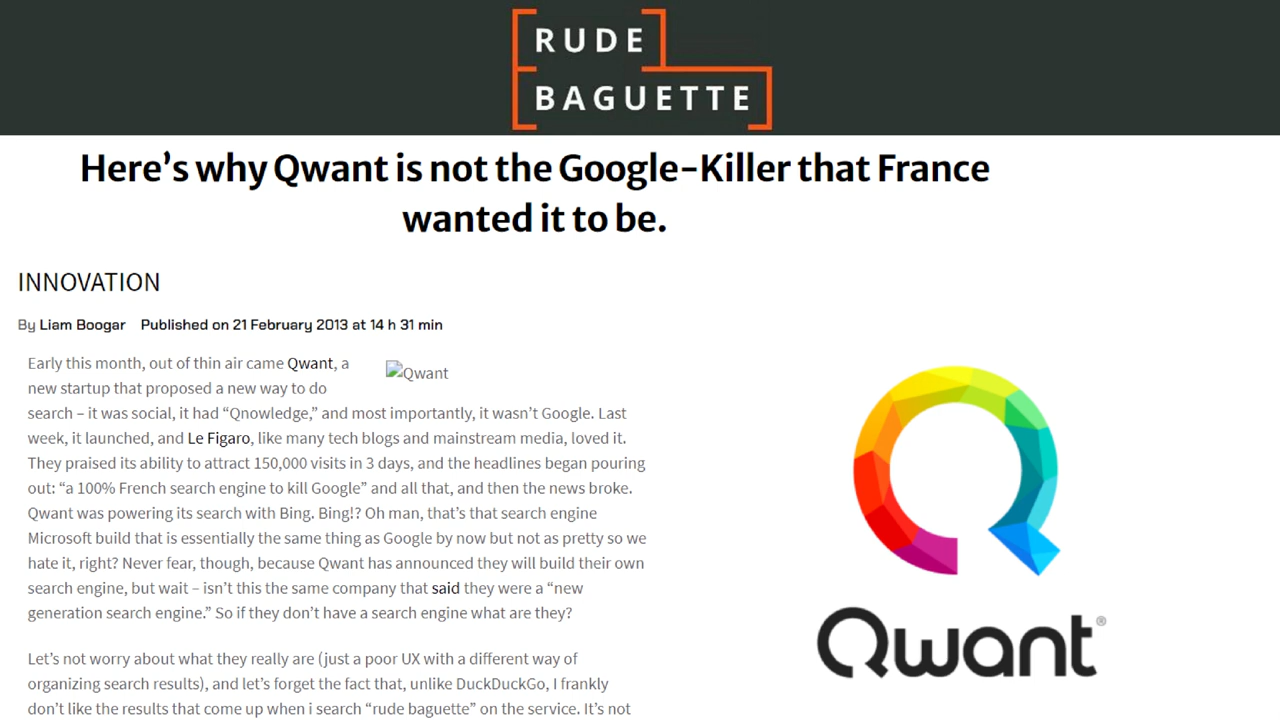 RUDE
BAGUETTE
Here’s why Qwant is not the Google-Killer that France
wanted it to be.
INNOVATION
By Liam Boogar Published on 21 February 2013 at 14 h 31 min
Early this month, out of thin air came Qwant, a
new startup that proposed a new way to do
search – it was social, it had “Qnowledge,” and most importantly, it wasn’t Google. Last
week, it launched, and Le Figaro, like many tech blogs and mainstream media, loved it.
They praised its ability to attract 150,000 visits in 3 days, and the headlines began pouring
out: “a 100% French search engine to kill Google” and all that, and then the news broke.
Qwant was powering its search with Bing. Bing!? Oh man, that’s that search engine
Microsoft build that is essentially the same thing as Google by now but not as pretty so we
hate it, right? Never fear, though, because Qwant has announced they will build their own
search engine, but wait – isn’t this the same company that said they were a “new
generation search engine.” So if they don’t have a search engine what are they?
Let’s not worry about what they really are (just a poor UX with a different way of
organizing search results), and let’s forget the fact that, unlike DuckDuckGo, I frankly
don’t like the results that come up when i search “rude baguette” on the service. It’s not
Qwant
Qwant®